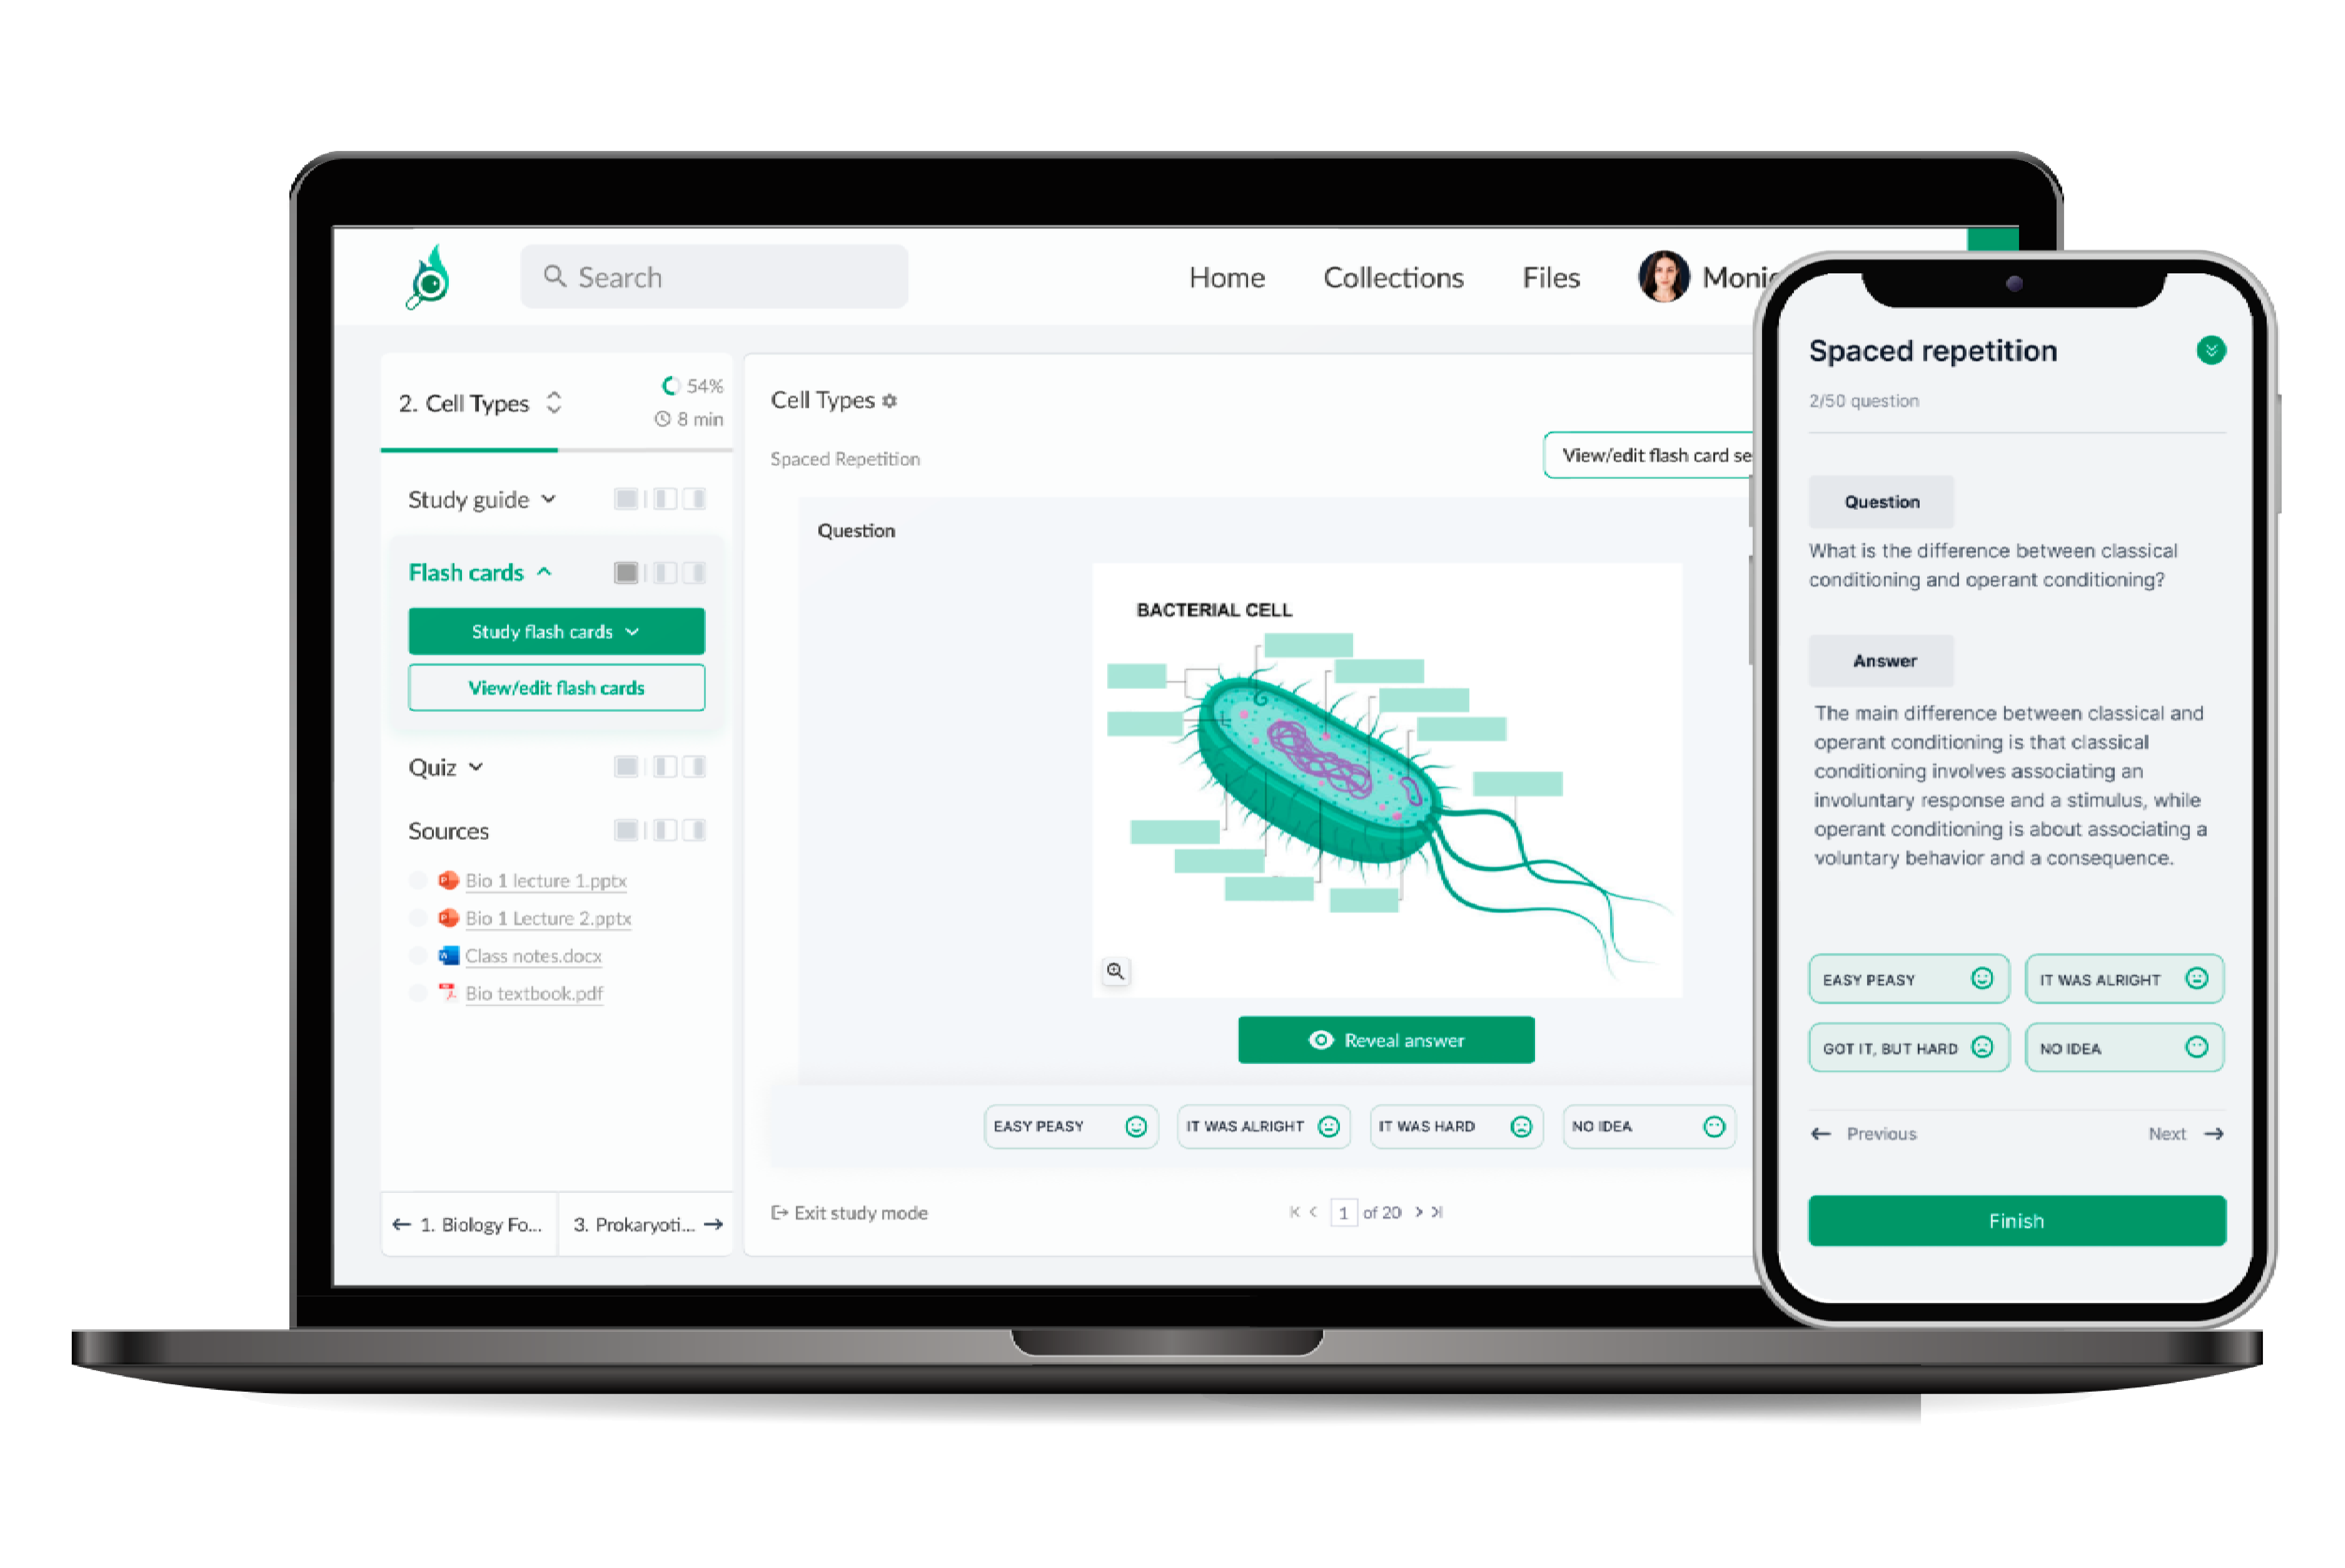 Search
Home
Collections
Files
2. Cell Types
54%
8 min
Study guide
Flash cards
Study flash cards
View/edit flash cards
Quiz
Sources
Bio 1 lecture 1.pptx
Bio 1 Lecture 2.pptx
Class notes.docx
Bio textbook.pdf
← 1. Biology Fo...
3. Prokaryoti... →
Cell Types
Spaced Repetition
View/edit flash card se
Question
BACTERIAL CELL
Reveal answer
EASY PEASY
IT WAS ALRIGHT
IT WAS HARD
NO IDEA
Exit study mode
1 of 20
Spaced repetition
2/50 question
Question
What is the difference between classical
conditioning and operant conditioning?
Answer
The main difference between classical and
operant conditioning is that classical
conditioning involves associating an
involuntary response and a stimulus, while
operant conditioning is about associating a
voluntary behavior and a consequence.
EASY PEASY
IT WAS ALRIGHT
GOT IT, BUT HARD
NO IDEA
← Previous
Next →
Finish